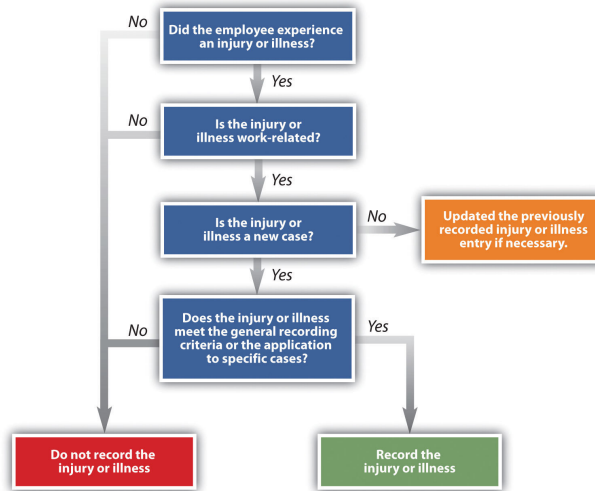 No
Did the employee experience
an injury or illness?
Yes
No
Is the injury or
illness work-related?
Yes
Is the injury or
illness a new case?
No
Updated the previously
recorded injury or illness
entry if necessary.
Yes
No
Does the injury or illness
meet the general recording
criteria or the application
to specific cases?
Yes
Do not record the
injury or illness
Record the
injury or illness